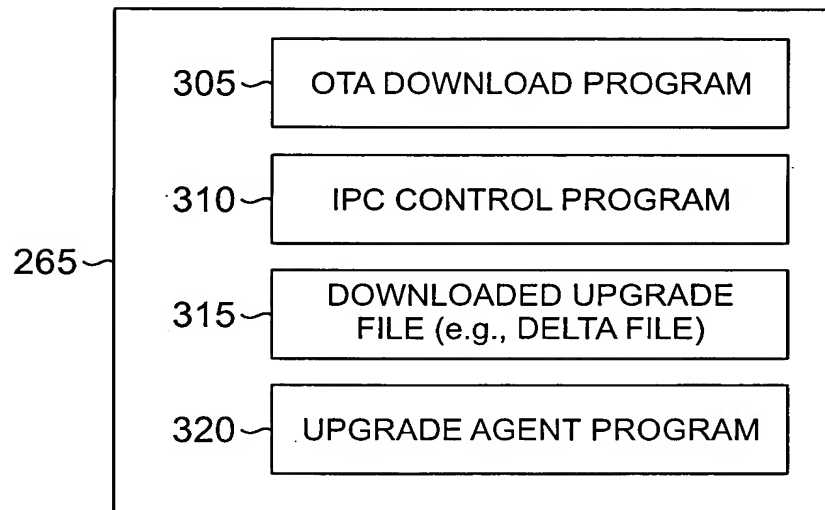 305 OTA DOWNLOAD PROGRAM
310 IPC CONTROL PROGRAM
265
315 DOWNLOADED UPGRADE
FILE (e.g., DELTA FILE)
320 UPGRADE AGENT PROGRAM